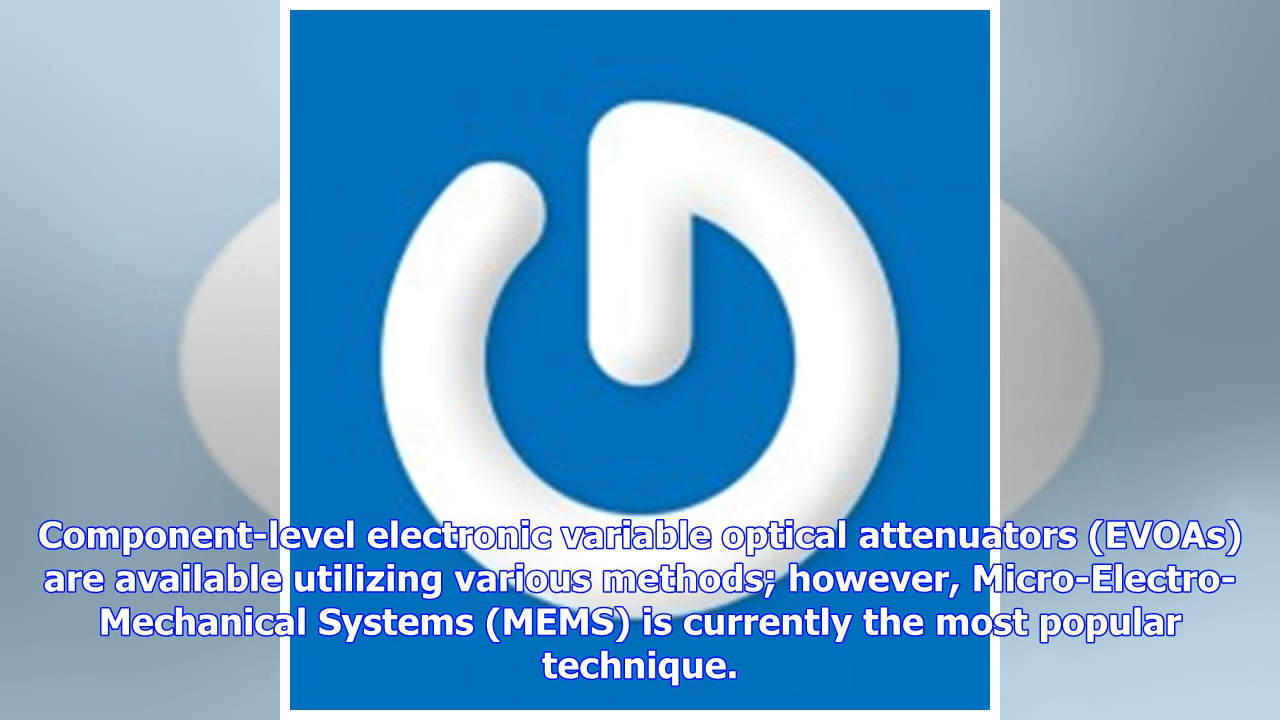 Component-level electronic variable optical attenuators (EVOAs)
are available utilizing various methods; however, Micro-Electro-
Mechanical Systems (MEMS) is currently the most popular
technique.